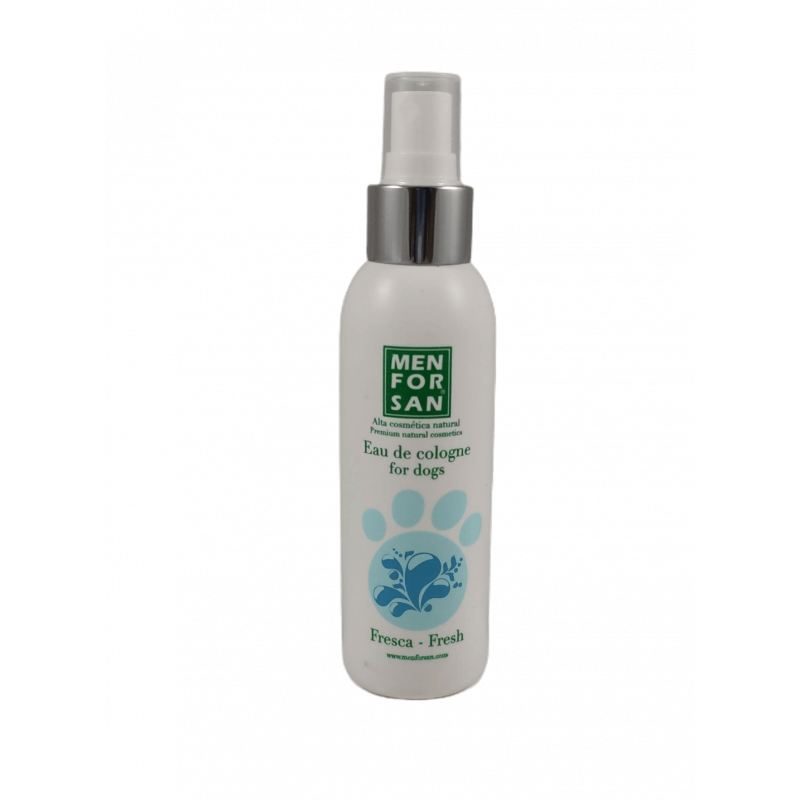 MEN
FOR
SAN®
Alta cosmética natural
Premium natural cosmetics
Eau de cologne
for dogs
Fresca - Fresh
www.menforsan.com